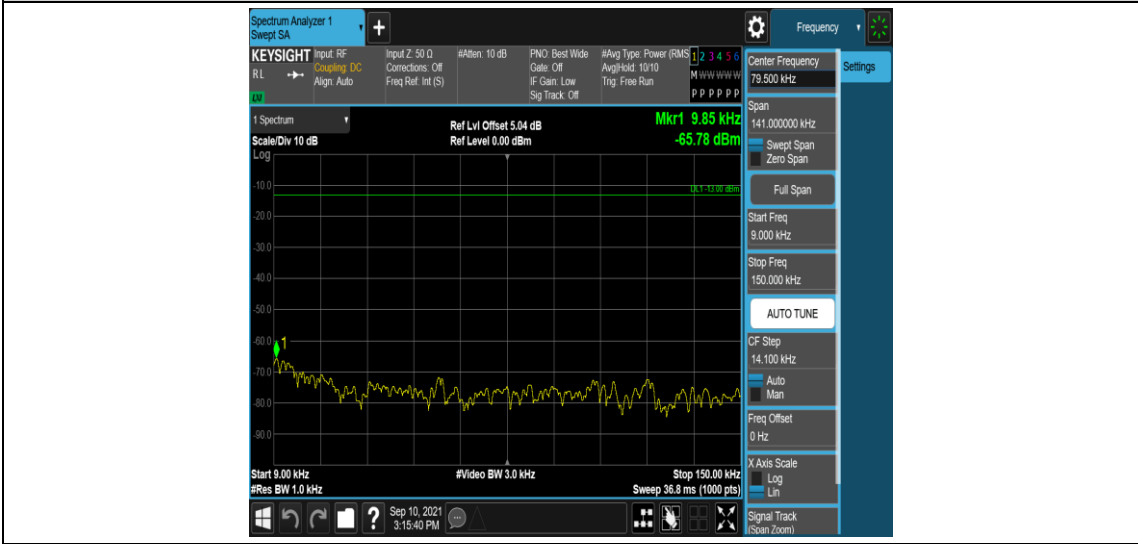 Spectrum Analyzer 1
Swept SA
+
Frequency
KEYSIGHT
Input: RF
Input Z: 50 Ω
#Atten: 10 dB
PNO: Best Wide
#Avg Type: Power (RMS
1 2 3 4 5 6
R L
Coupling: DC
Corrections: Off
Gate: Off
Avg|Hold: 10/10
M W W W W W
Align: Auto
Freq Ref: Int (S)
IF Gain: Low
Trig: Free Run
Sig Track: Off
P P P P P P
1 Spectrum
Ref Lvl Offset 5.04 dB
Mkr1 9.85 kHz
Scale/Div 10 dB
Ref Level 0.00 dBm
-65.78 dBm
Log
-10.0
DL1 -13.00 dBm
-20.0
-30.0
-40.0
-50.0
-60.0
1
-70.0
-80.0
-90.0
Start 9.00 kHz
#Video BW 3.0 kHz
Stop 150.00 kHz
#Res BW 1.0 kHz
Sweep 36.8 ms (1000 pts)
?
Sep 10, 2021
3:15:40 PM
Center Frequency
79.500 kHz
Settings
Span
141.000000 kHz
Swept Span
Zero Span
Full Span
Start Freq
9.000 kHz
Stop Freq
150.000 kHz
AUTO TUNE
CF Step
14.100 kHz
Auto
Man
Freq Offset
0 Hz
X Axis Scale
Log
Lin
Signal Track
(Span Zoom)